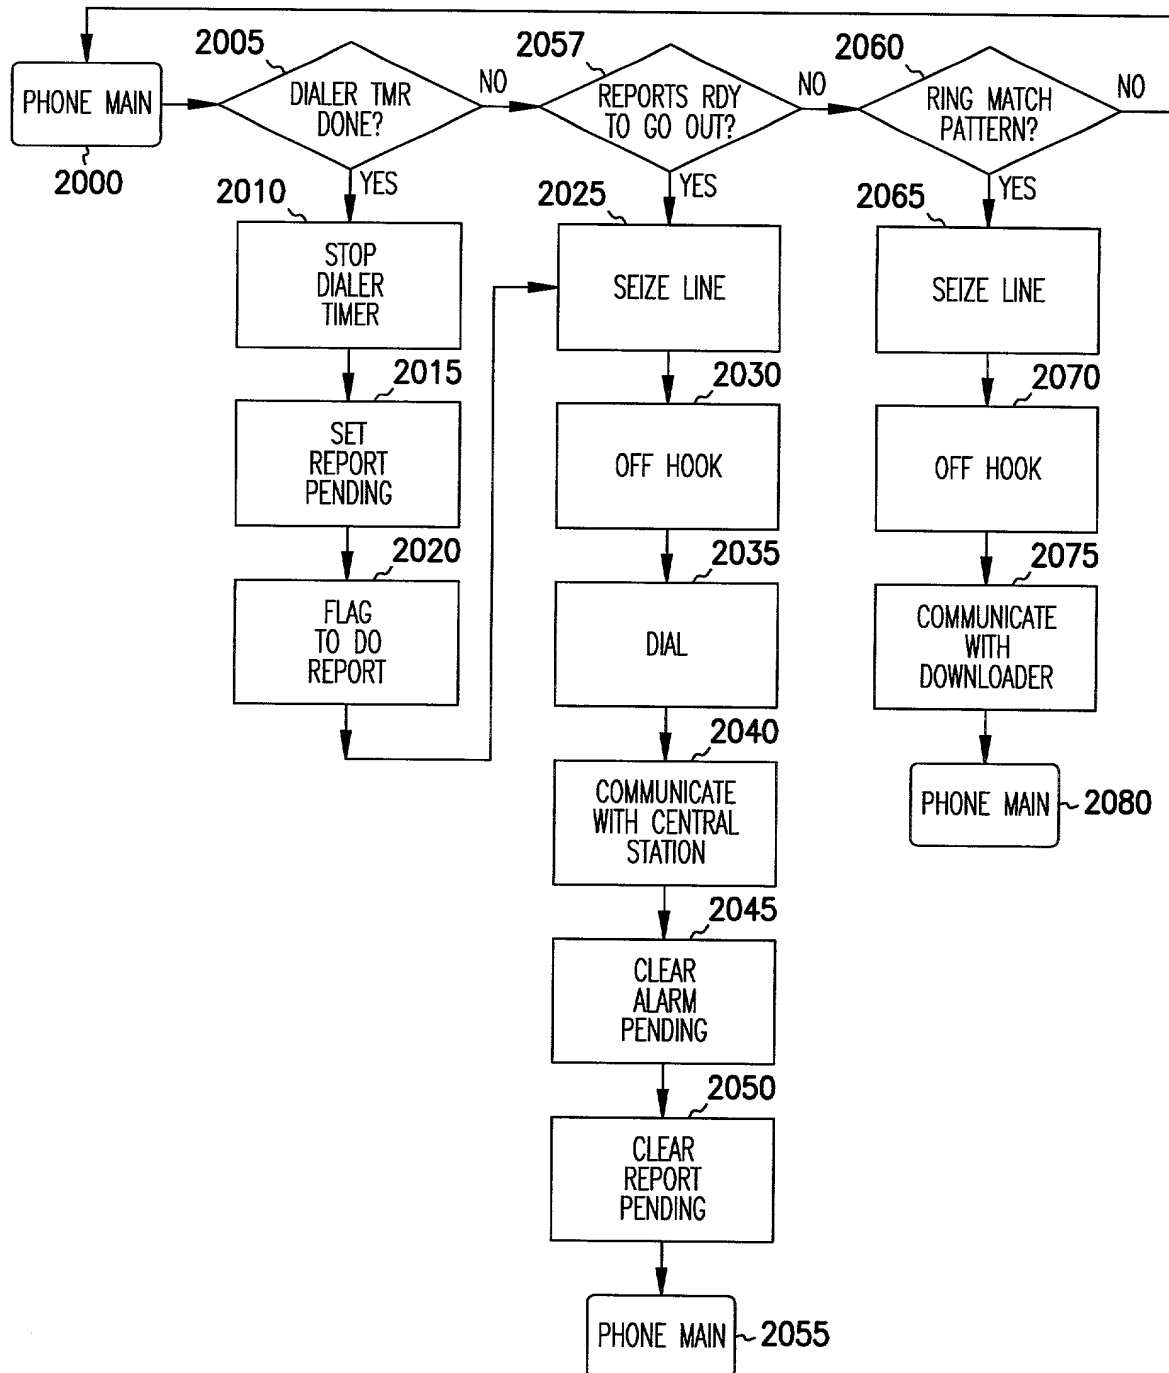 2005
2057
2060
PHONE MAIN
DIALER TMR
DONE?
NO
REPORTS RDY
TO GO OUT?
NO
RING MATCH
PATTERN?
NO
2000
YES
YES
YES
2010
STOP
DIALER
TIMER
2025
SEIZE LINE
2065
SEIZE LINE
2015
SET
REPORT
PENDING
2030
OFF HOOK
2070
OFF HOOK
2020
FLAG
TO DO
REPORT
2035
DIAL
2075
COMMUNICATE
WITH
DOWNLOADER
2040
COMMUNICATE
WITH CENTRAL
STATION
PHONE MAIN
2080
2045
CLEAR
ALARM
PENDING
2050
CLEAR
REPORT
PENDING
PHONE MAIN
2055